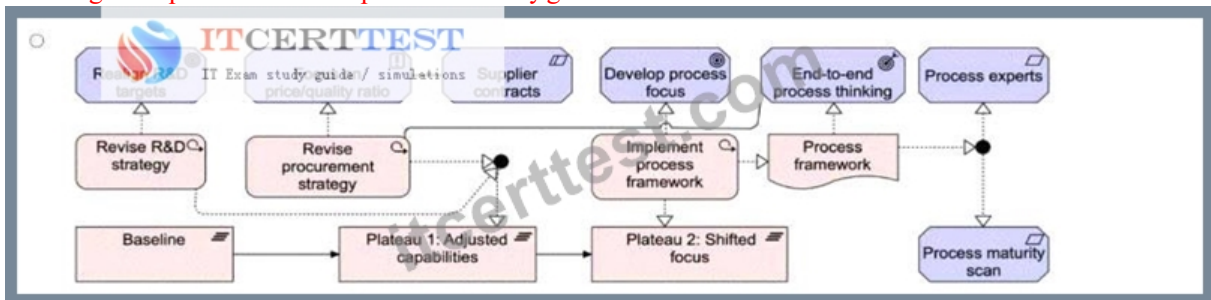 ITCERTTEST
IT Exam study guide / simulations
targets
price/quality ratio
Supplier
contracts
Develop process
focus
End-to-end
process thinking
Process experts
Revise R&D
strategy
Revise
procurement
strategy
Implement
process
framework
Process
framework
Baseline
Plateau 1: Adjusted
capabilities
Plateau 2: Shifted
focus
Process maturity
scan
itcerttest.com